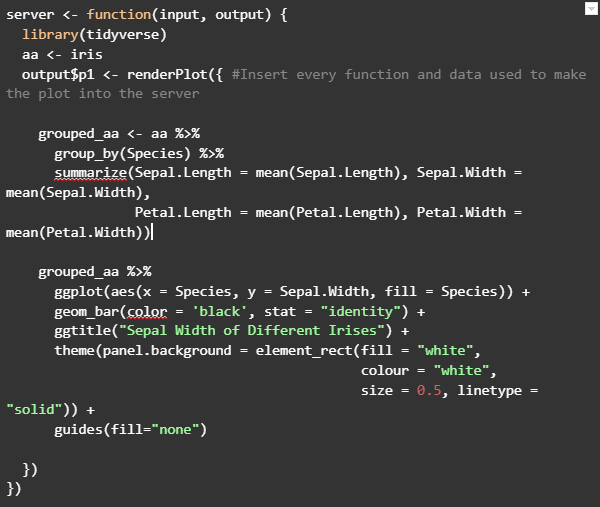 server <- function(input, output) {
  library(tidyverse)
  aa <- iris
  output$p1 <- renderPlot({ #Insert every function and data used to make
the plot into the server

    grouped_aa <- aa %>%
      group_by(Species) %>%
      summarize(Sepal.Length = mean(Sepal.Length), Sepal.Width =
mean(Sepal.Width),
                Petal.Length = mean(Petal.Length), Petal.Width =
mean(Petal.Width))

    grouped_aa %>%
      ggplot(aes(x = Species, y = Sepal.Width, fill = Species)) +
      geom_bar(color = 'black', stat = "identity") +
      ggtitle("Sepal Width of Different Irises") +
      theme(panel.background = element_rect(fill = "white",
                                            colour = "white",
                                            size = 0.5, linetype =
"solid")) +
      guides(fill="none")

  })
})